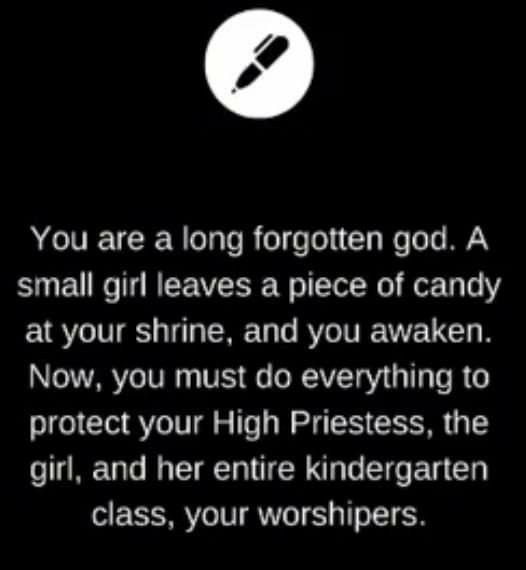 You are a long forgotten god. A
small girl leaves a piece of candy
at your shrine, and you awaken.
Now, you must do everything to
protect your High Priestess, the
girl, and her entire kindergarten
class, your worshipers.